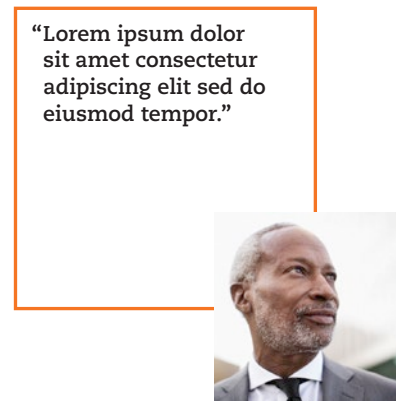 “Lorem ipsum dolor
sit amet consectetur
adipiscing elit sed do
eiusmod tempor.”